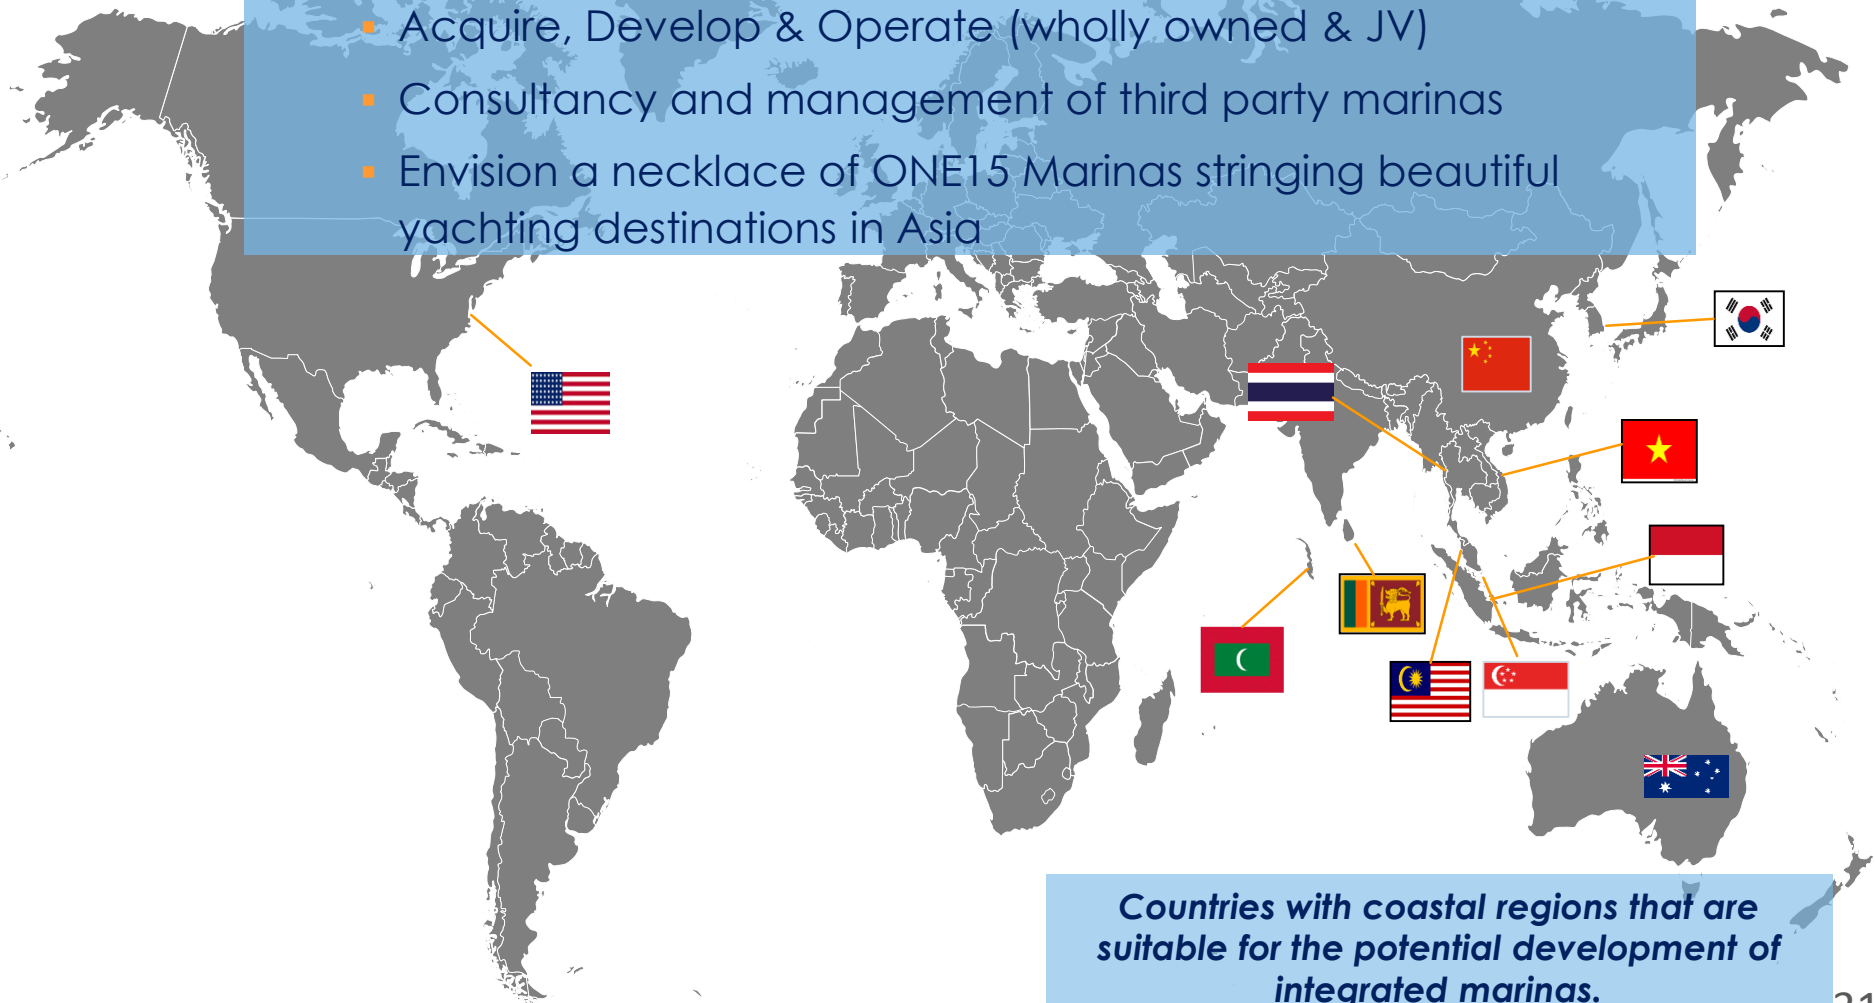 ▪ Acquire, Develop & Operate (wholly owned & JV)
▪ Consultancy and management of third party marinas
▪ Envision a necklace of ONE15 Marinas stringing beautiful
yachting destinations in Asia
Countries with coastal regions that are
suitable for the potential development of
integrated marinas.